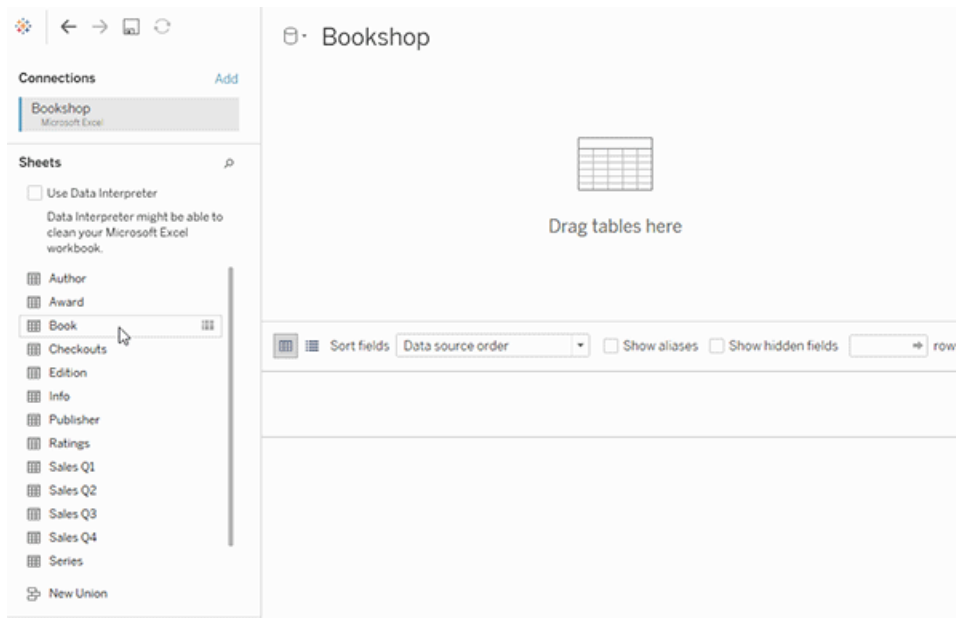 Bookshop
Connections
Add
Bookshop
Microsoft Excel
Sheets
Use Data Interpreter
Data Interpreter might be able to
clean your Microsoft Excel
workbook.
Author
Award
Book
Checkouts
Edition
Info
Publisher
Ratings
Sales Q1
Sales Q2
Sales Q3
Sales Q4
Series
New Union
Drag tables here
Sort fields Data source order Show aliases Show hidden fields row